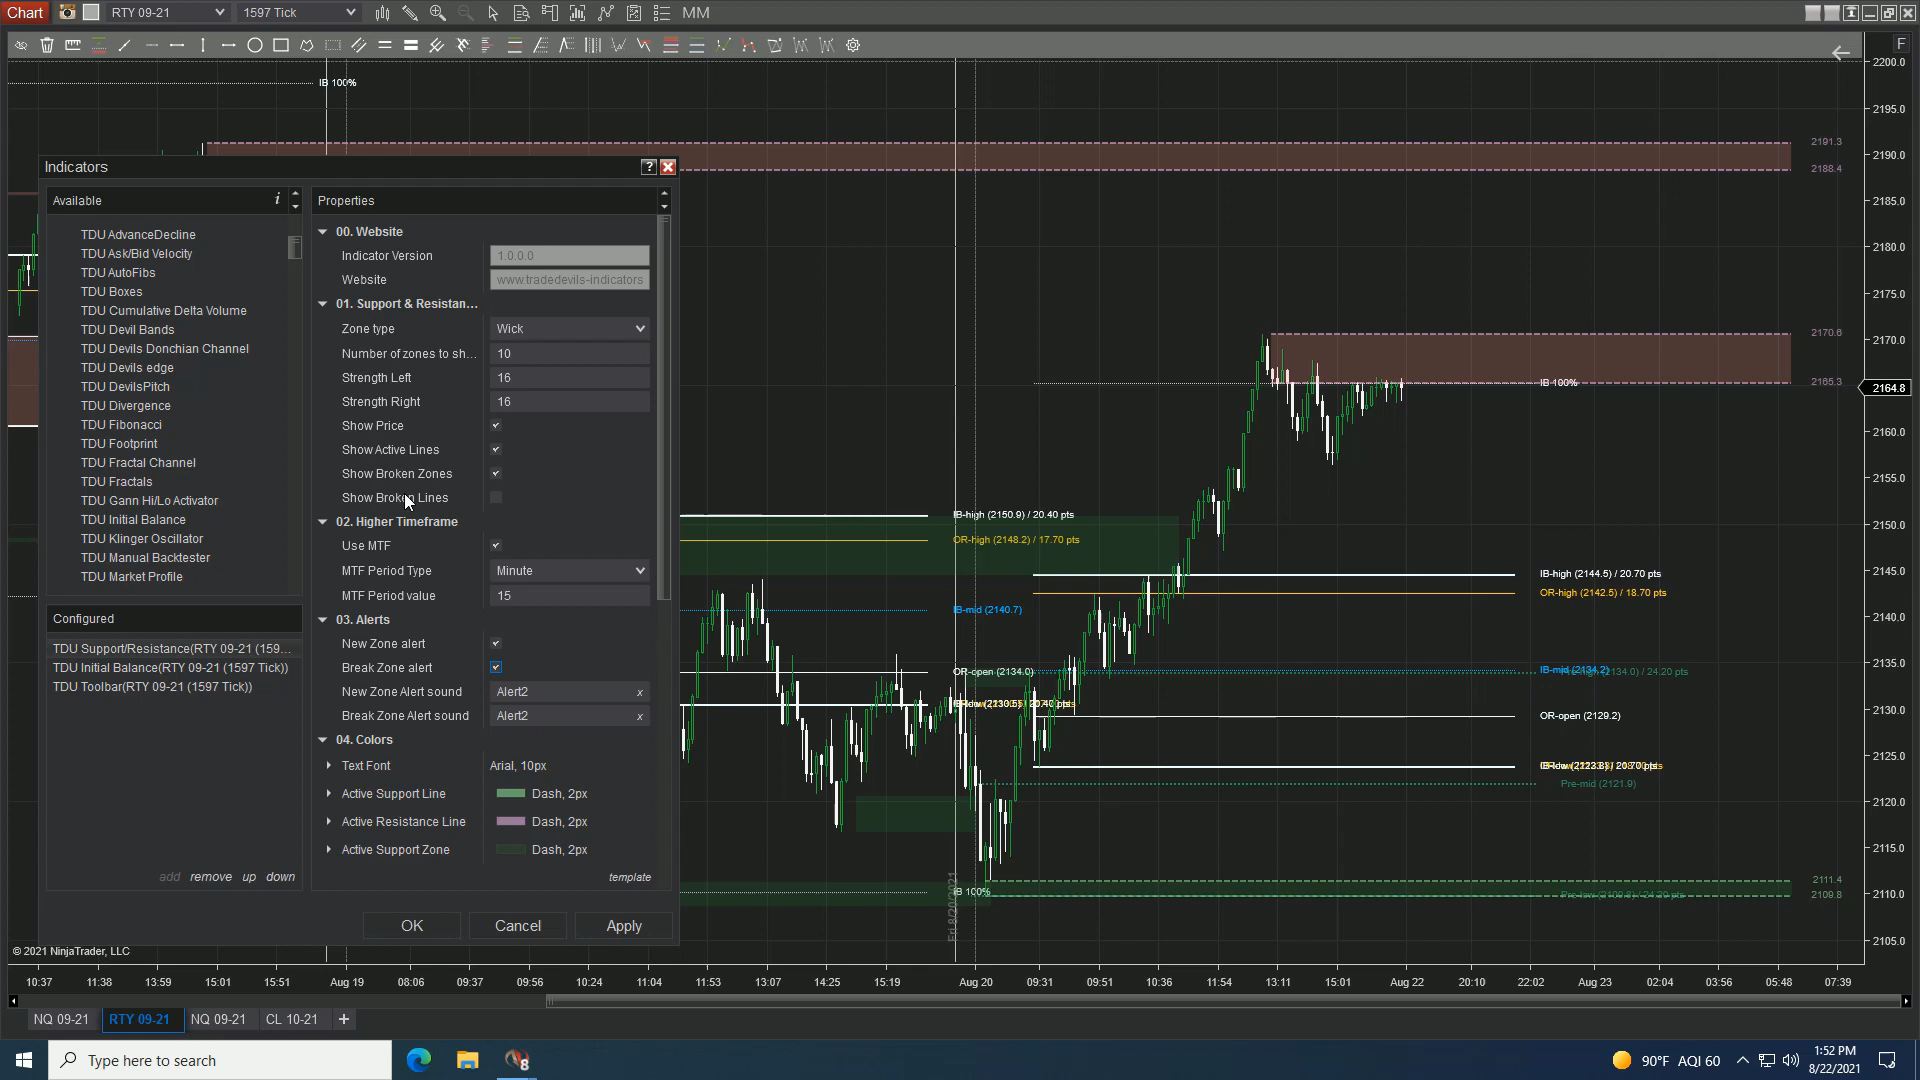 Chart RTY 09-21 1597 Tick MM
F
IB 100%
Indicators ?
Available i
TDU AdvanceDecline
TDU Ask/Bid Velocity
TDU AutoFibs
TDU Boxes
TDU Cumulative Delta Volume
TDU Devil Bands
TDU Devils Donchian Channel
TDU Devils edge
TDU DevilsPitch
TDU Divergence
TDU Fibonacci
TDU Footprint
TDU Fractal Channel
TDU Fractals
TDU Gann Hi/Lo Activator
TDU Initial Balance
TDU Klinger Oscillator
TDU Manual Backtester
TDU Market Profile
Configured
TDU Support/Resistance(RTY 09-21 (159...
TDU Initial Balance(RTY 09-21 (1597 Tick))
TDU Toolbar(RTY 09-21 (1597 Tick))
add remove up down
Properties
00. Website
Indicator Version 1.0.0.0
Website www.tradedevils-indicators
01. Support & Resistan...
Zone type Wick
Number of zones to sh... 10
Strength Left 16
Strength Right 16
Show Price
Show Active Lines
Show Broken Zones
Show Broken Lines
02. Higher Timeframe
Use MTF
MTF Period Type Minute
MTF Period value 15
03. Alerts
New Zone alert
Break Zone alert
New Zone Alert sound Alert2 x
Break Zone Alert sound Alert2 x
04. Colors
Text Font Arial, 10px
Active Support Line Dash, 2px
Active Resistance Line Dash, 2px
Active Support Zone Dash, 2px
template
OK Cancel Apply
IB-high (2150.9) / 20.40 pts
OR-high (2148.2) / 17.70 pts
IB-mid (2140.7)
OR-open (2134.0)
IB 100%
Fri 8/20/2021
IB 100%
IB-high (2144.5) / 20.70 pts
OR-high (2142.5) / 18.70 pts
IB-mid (2134.2)
OR-open (2129.2)
Pre-mid (2121.9)
2191.3
2188.4
2170.6
2165.3
2111.4
2109.8
2200.0
2195.0
2190.0
2185.0
2180.0
2175.0
2170.0
2164.8
2160.0
2155.0
2150.0
2145.0
2140.0
2135.0
2130.0
2125.0
2120.0
2115.0
2110.0
2105.0
© 2021 NinjaTrader, LLC
10:37 11:38 13:59 15:01 15:51 Aug 19 08:06 09:37 09:56 10:24 11:04 11:53 13:07 14:25 15:19 Aug 20 09:31 09:51 10:36 11:54 13:11 15:01 Aug 22 20:10 22:02 Aug 23 02:04 03:56 05:48 07:39
NQ 09-21 RTY 09-21 NQ 09-21 CL 10-21 +
Type here to search 8 90°F AQI 60 1:52 PM
8/22/2021